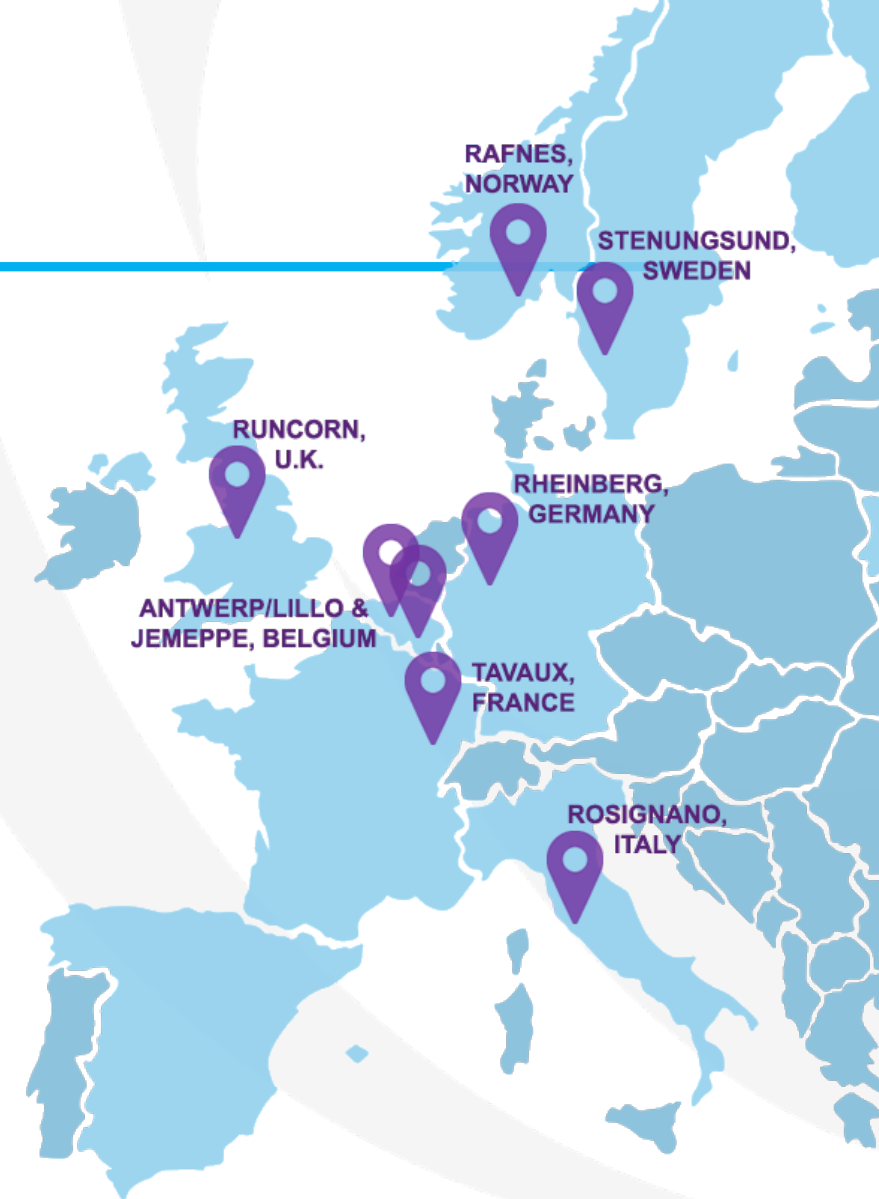 RAFNES,
NORWAY
STENUNGSUND,
SWEDEN
RUNCORN,
U.K.
RHEINBERG,
GERMANY
ANTWERP/LILLO &
JEMEPPE, BELGIUM
TAVAUX,
FRANCE
ROSIGNANO,
ITALY